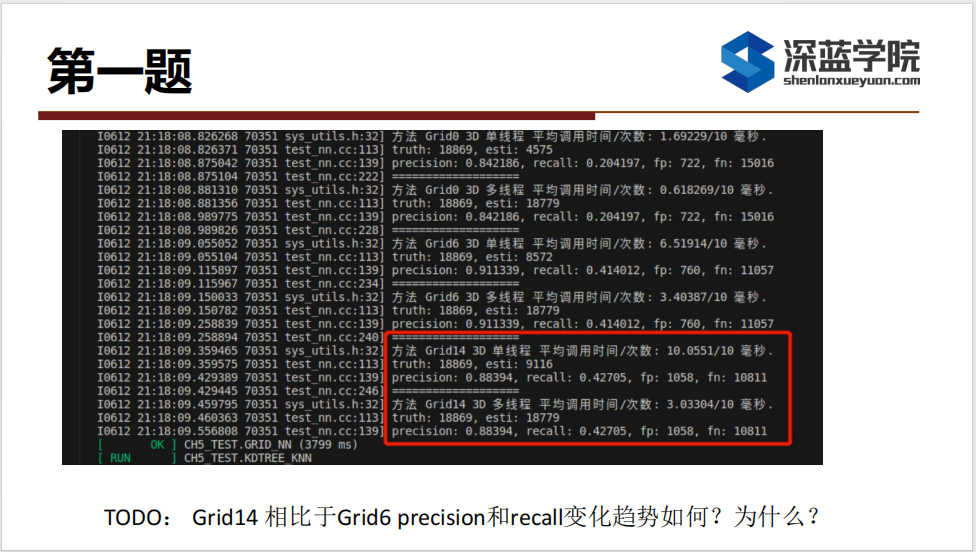 第一题
深蓝学院
shenlanxueyuan.com
I0612 21:18:08.826268 70351 sys_utils.h:32] 方法 Grid0 3D 单线程 平均调用时间/次数: 1.69229/10 毫秒.
I0612 21:18:08.826371 70351 test_nn.cc:113] truth: 18869, esti: 4575
I0612 21:18:08.875042 70351 test_nn.cc:139] precision: 0.842186, recall: 0.204197, fp: 722, fn: 15016
I0612 21:18:08.875104 70351 test_nn.cc:222] ===================
I0612 21:18:08.881310 70351 sys_utils.h:32] 方法 Grid0 3D 多线程 平均调用时间/次数: 0.618269/10 毫秒.
I0612 21:18:08.881356 70351 test_nn.cc:113] truth: 18869, esti: 18779
I0612 21:18:08.989775 70351 test_nn.cc:139] precision: 0.842186, recall: 0.204197, fp: 722, fn: 15016
I0612 21:18:08.989826 70351 test_nn.cc:228] ===================
I0612 21:18:09.055052 70351 sys_utils.h:32] 方法 Grid6 3D 单线程 平均调用时间/次数: 6.51914/10 毫秒.
I0612 21:18:09.055104 70351 test_nn.cc:113] truth: 18869, esti: 8572
I0612 21:18:09.115897 70351 test_nn.cc:139] precision: 0.911339, recall: 0.414012, fp: 760, fn: 11057
I0612 21:18:09.115967 70351 test_nn.cc:234] ===================
I0612 21:18:09.150033 70351 sys_utils.h:32] 方法 Grid6 3D 多线程 平均调用时间/次数: 3.40387/10 毫秒.
I0612 21:18:09.150782 70351 test_nn.cc:113] truth: 18869, esti: 18779
I0612 21:18:09.258839 70351 test_nn.cc:139] precision: 0.911339, recall: 0.414012, fp: 760, fn: 11057
I0612 21:18:09.258894 70351 test_nn.cc:240] ===================
I0612 21:18:09.359465 70351 sys_utils.h:32] 方法 Grid14 3D 单线程 平均调用时间/次数: 10.0551/10 毫秒.
I0612 21:18:09.359575 70351 test_nn.cc:113] truth: 18869, esti: 9116
I0612 21:18:09.429389 70351 test_nn.cc:139] precision: 0.88394, recall: 0.42705, fp: 1058, fn: 10811
I0612 21:18:09.429445 70351 test_nn.cc:246] ===================
I0612 21:18:09.459795 70351 sys_utils.h:32] 方法 Grid14 3D 多线程 平均调用时间/次数: 3.03304/10 毫秒.
I0612 21:18:09.460363 70351 test_nn.cc:113] truth: 18869, esti: 18779
I0612 21:18:09.556808 70351 test_nn.cc:139] precision: 0.88394, recall: 0.42705, fp: 1058, fn: 10811
[ OK ] CH5_TEST.GRID_NN (3799 ms)
[ RUN ] CH5_TEST.KDTREE_KNN
TODO： Grid14 相比于Grid6 precision和recall变化趋势如何？为什么？